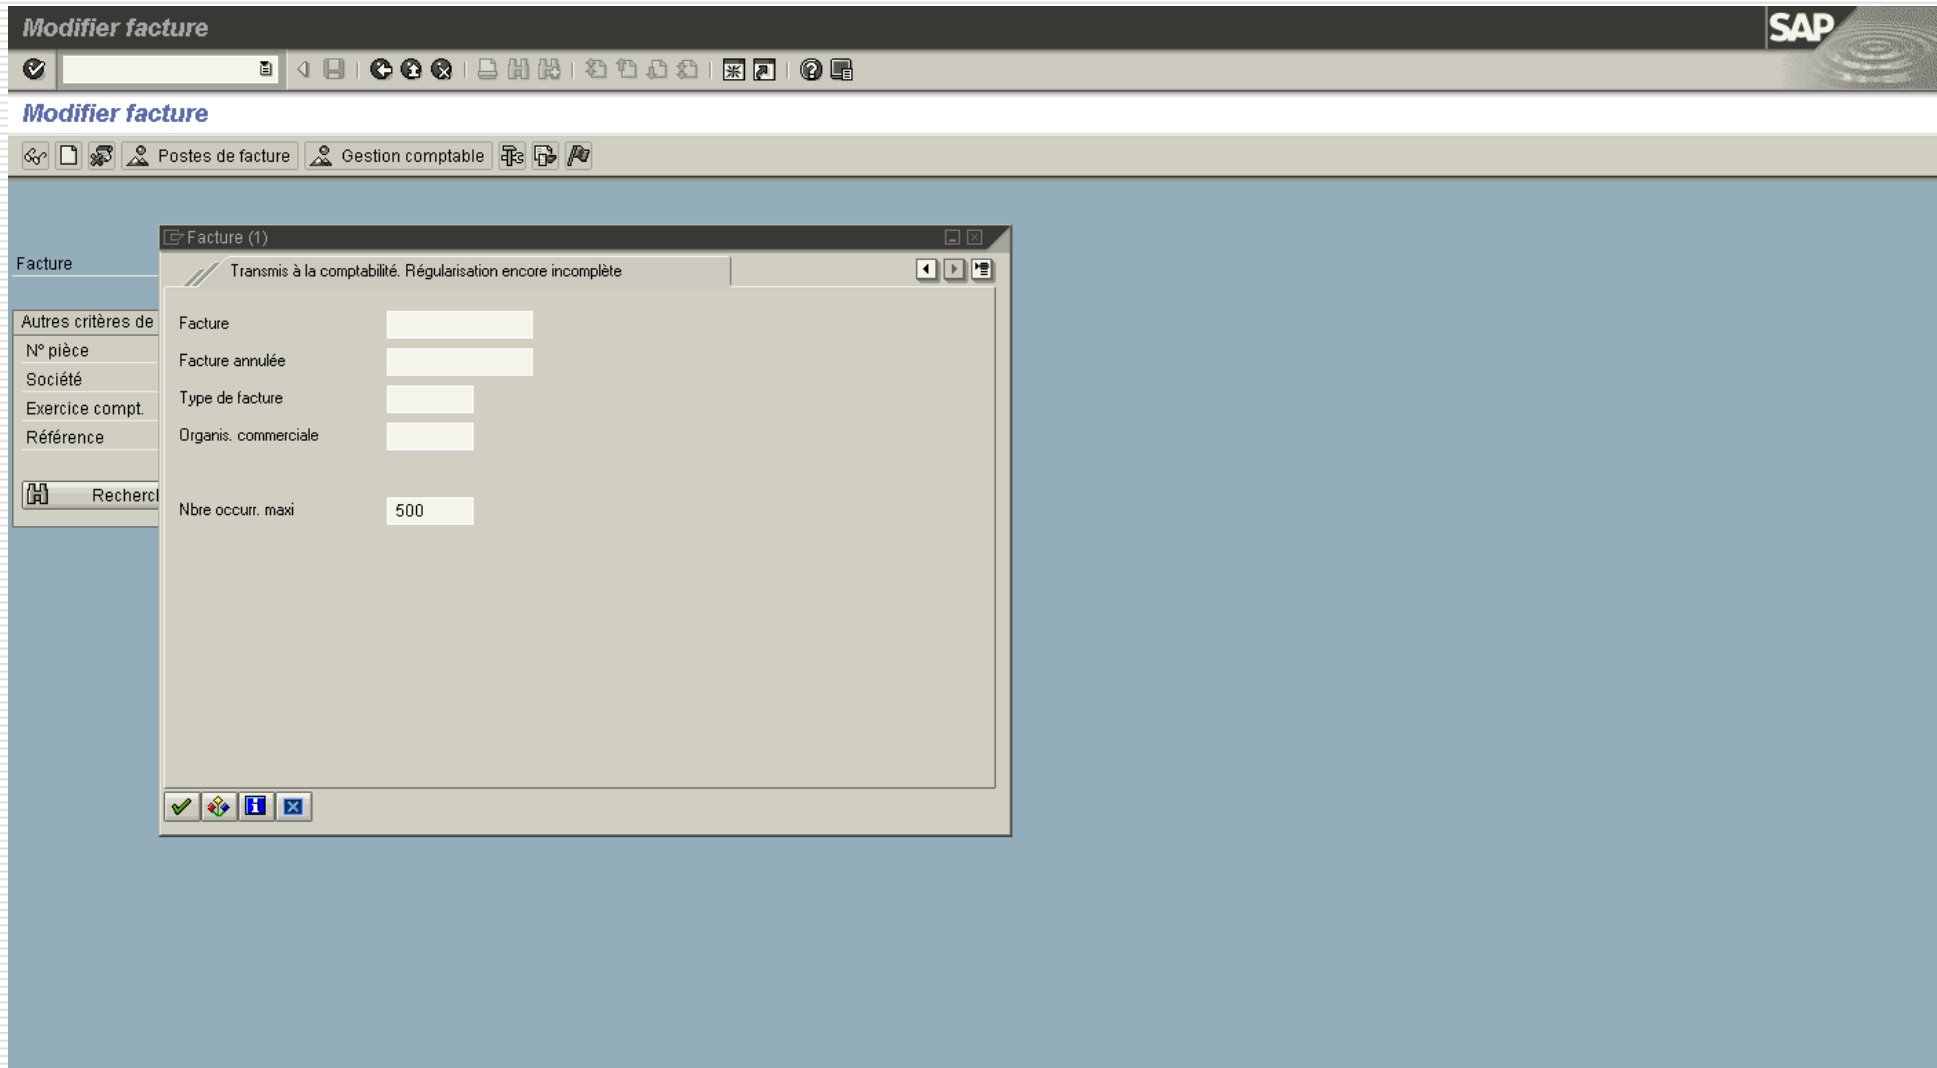 Modifier facture
SAP
Modifier facture
Postes de facture
Gestion comptable
Facture
Autres critères de
N° pièce
Société
Exercice compt.
Référence
Facture (1)
Transmis à la comptabilité. Régularisation encore incomplète
Facture
Facture annulée
Type de facture
Organis. commerciale
Nbre occurr. maxi
500